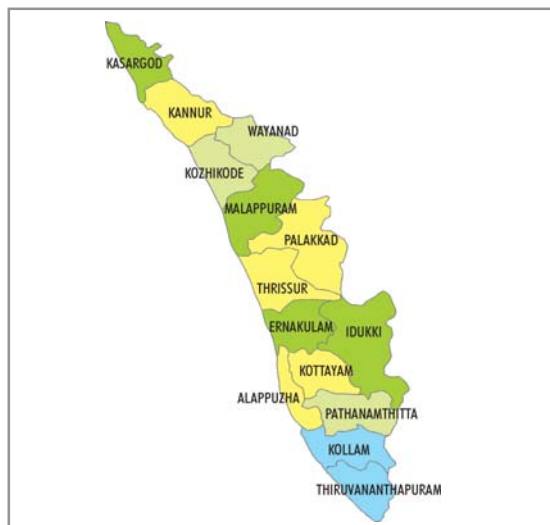 KASARGOD
KANNUR
WAYANAD
KOZHIKODE
MALAPPURAM
PALAKKAD
THRISSUR
ERNAKULAM
IDUKKI
KOTTAYAM
ALAPPUZHA
PATHANAMTHITTA
KOLLAM
THIRUVANANTHAPURAM